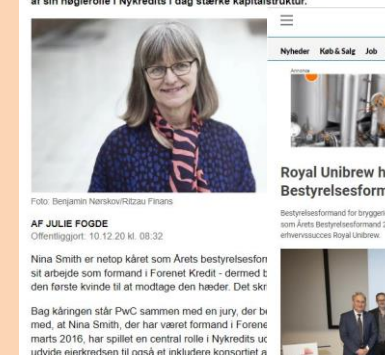 af sin nøglerolle i Nykredits i dag stærke kapitalstruktur.
Nyheder Køb & Salg Job
Annonce
Foto: Benjamin Nørskov/Ritzau Finans
Royal Unibrew h
Bestyrelsesform
Bestyrelsesformand for bryggeri
som Årets Bestyrelsesformand 2
erhvervssucces Royal Unibrew.
AF JULIE FOGDE
Offentliggjort: 10.12.20 kl. 08:32
Nina Smith er netop kåret som Årets bestyrelsesfor
sit arbejde som formand i Forenet Kredit - dermed b
den første kvinde til at modtage den hæder. Det skr
Bag kåringen står PwC sammen med en jury, der be
med, at Nina Smith, der har været formand i Forene
marts 2016, har spillet en central rolle i Nykredits ud
udvide ejerkredsen til også at inkludere konsortiet a